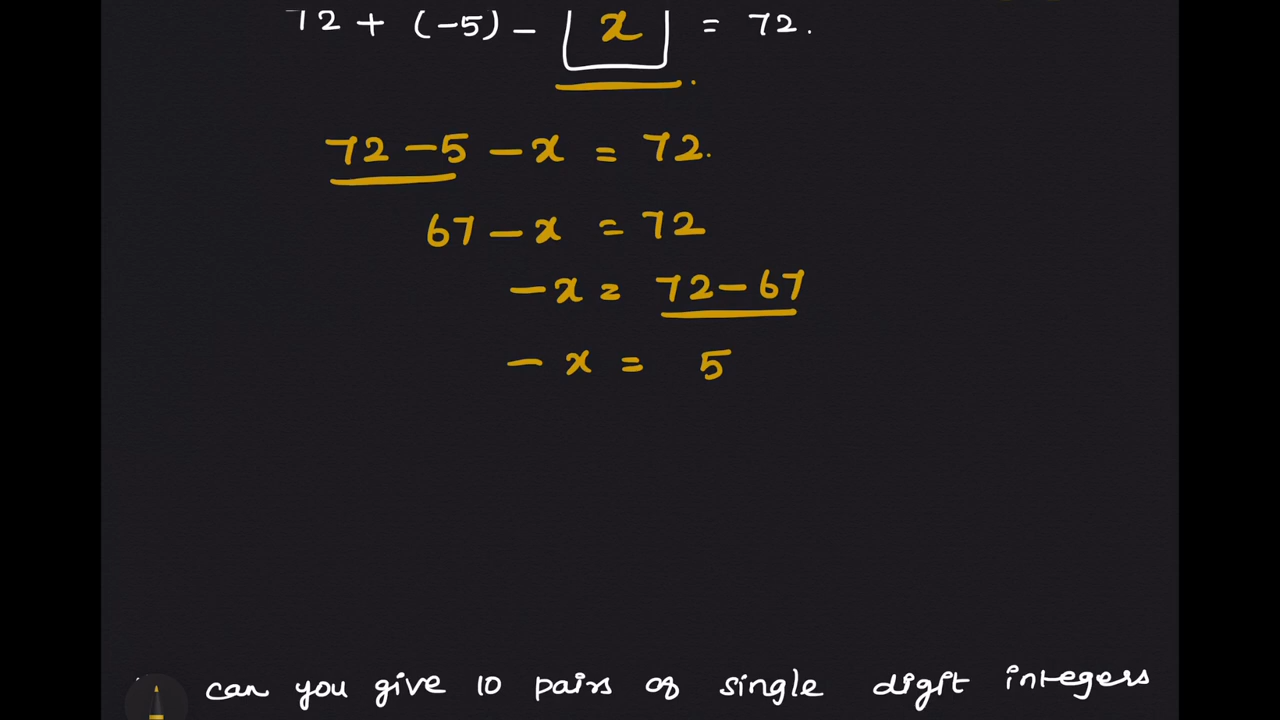 72 + (-5) - x = 72.
72 - 5 - x = 72.
67 - x = 72
-x = 72 - 67
- x = 5
can you give 10 pairs of single digit integers